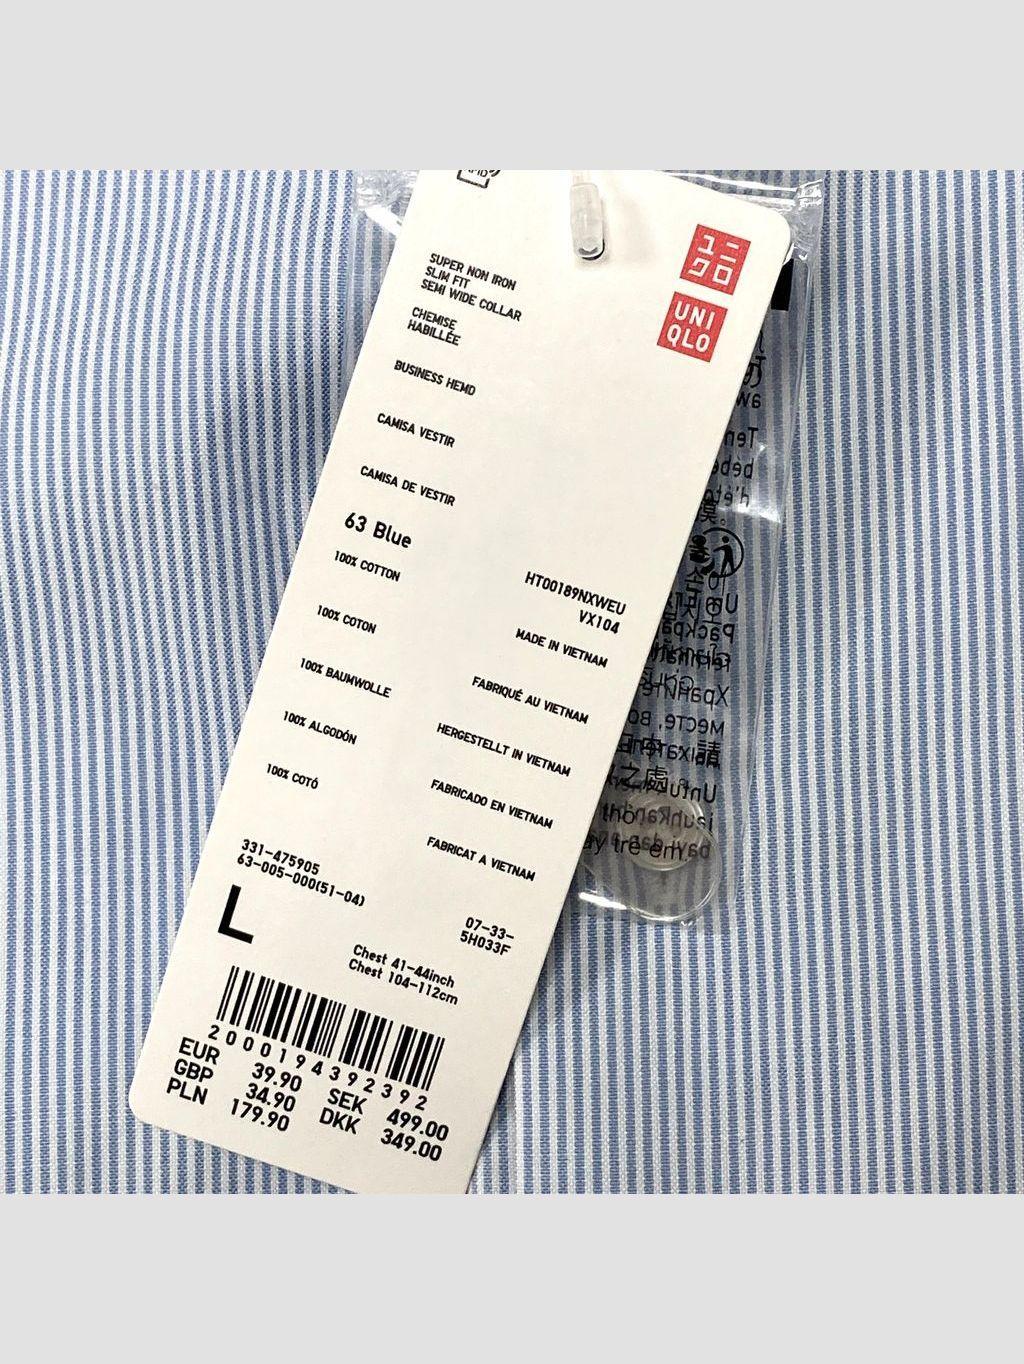 ユニ
クロ
UNI
QLO
SUPER NON IRON
SLIM FIT
SEMI WIDE COLLAR
CHEMISE
HABILLÉE
BUSINESS HEMD
CAMISA VESTIR
CAMISA DE VESTIR
63 Blue
100% COTTON
100% COTON
100% BAUMWOLLE
100% ALGODÓN
100% COTÓ
HT00189NXWEU
VX104
MADE IN VIETNAM
FABRIQUÉ AU VIETNAM
HERGESTELLT IN VIETNAM
FABRICADO EN VIETNAM
FABRICAT A VIETNAM
331-475905
63-005-000(51-04)
L
07-33-
5H033F
Chest 41-44inch
Chest 104-112cm
2000194392392
EUR 39.90 SEK 499.00
GBP 34.90 DKK 349.00
PLN 179.90